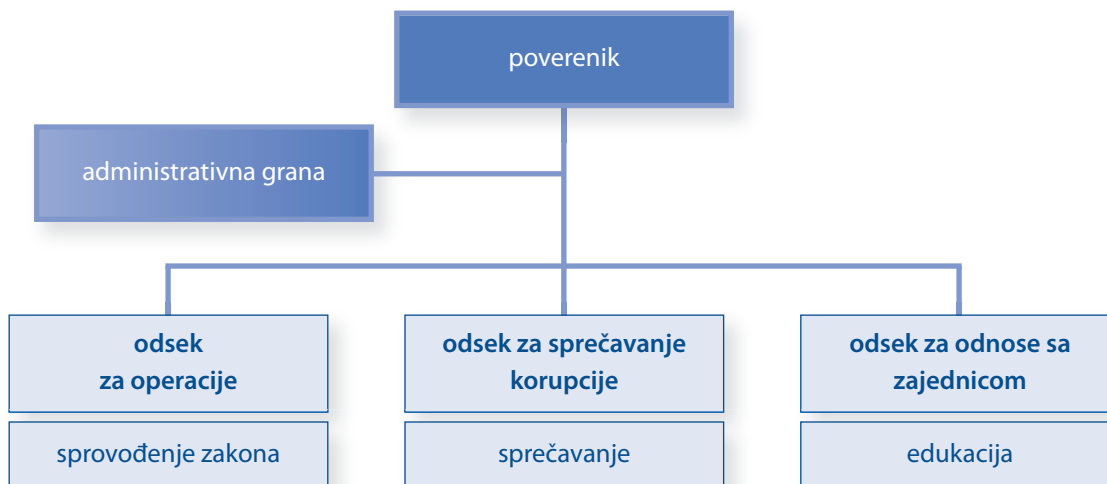 poverenik
administrativna grana
odsek
za operacije
sprovođenje zakona
odsek za sprečavanje
korupcije
sprečavanje
odsek za odnose sa
zajednicom
edukacija